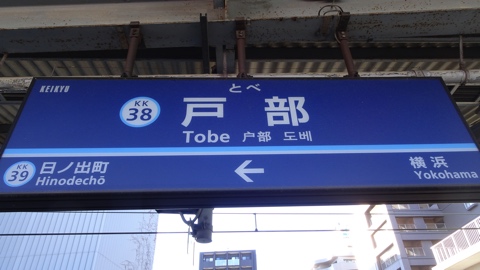 KEIKYU
とべ
KK
38
戸部
Tobe 户部 도베
KK
39
日ノ出町
Hinodechō
←
横浜
Yokohama